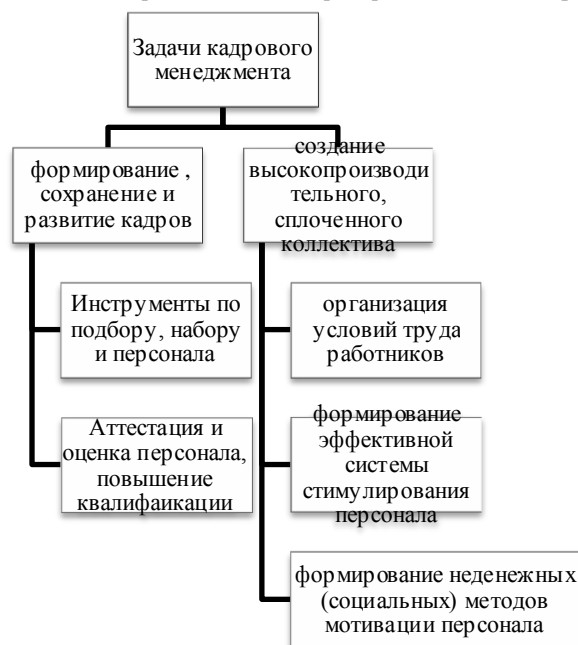 Задачи кадрового
менеджмента
формирование ,
сохранение и
развитие кадров
создание
высокопроизводи
тельного,
сплоченного
коллектива
Инструменты по
подбору, набору
и персонала
организация
условий труда
работников
Аттестация и
оценка персонала,
повышение
квалифаикации
формирование
эффективной
системы
стимулирования
персонала
формирование неденежных
(социальных) методов
мотивации персонала